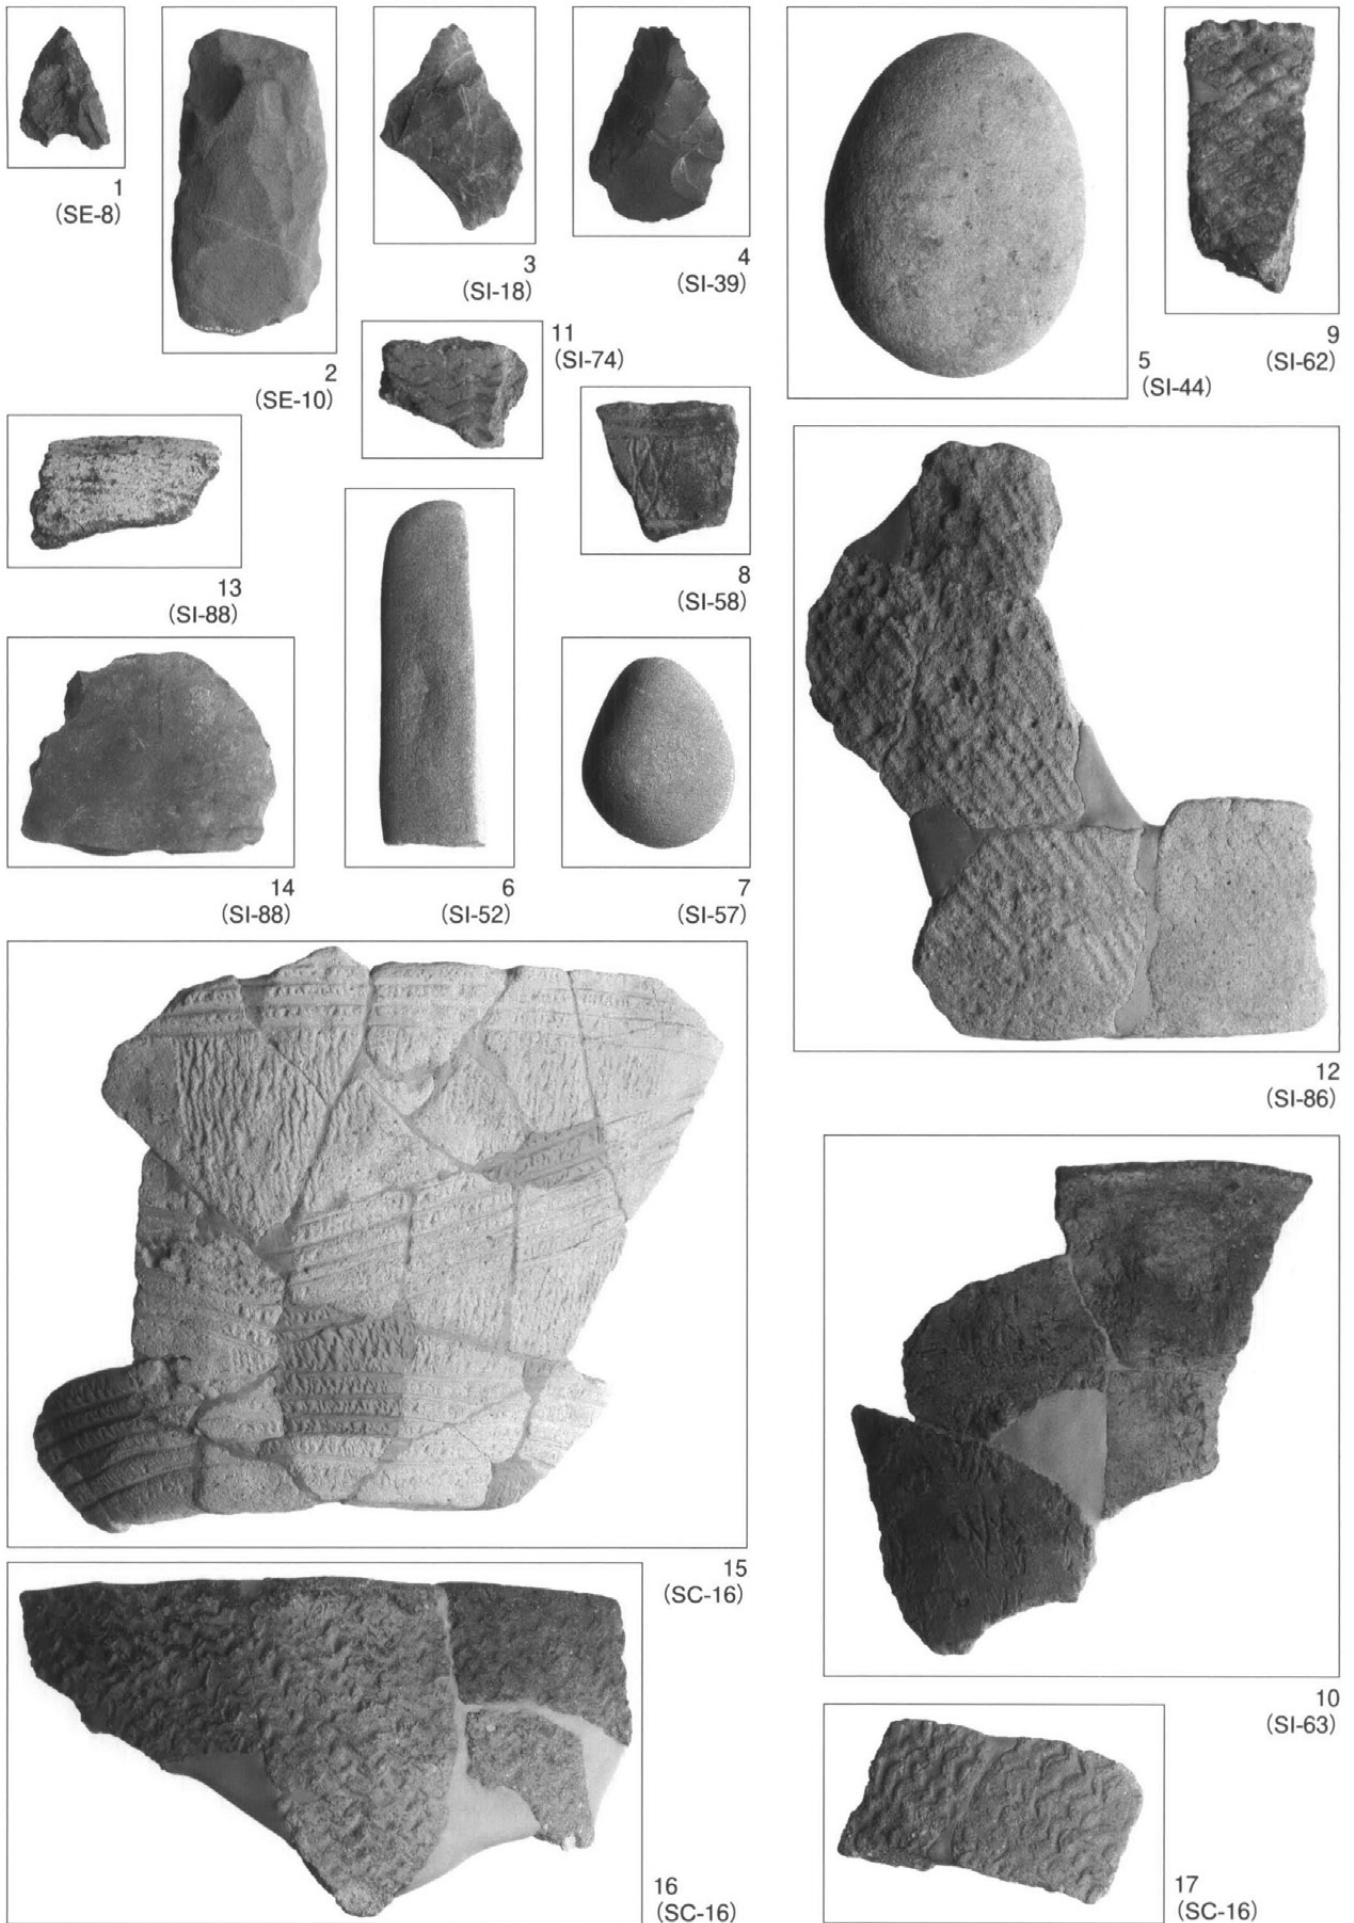 1
(SE-8)
2
(SE-10)
3
(SI-18)
4
(SI-39)
5
(SI-44)
9
(SI-62)
11
(SI-74)
13
(SI-88)
8
(SI-58)
14
(SI-88)
6
(SI-52)
7
(SI-57)
12
(SI-86)
15
(SC-16)
10
(SI-63)
16
(SC-16)
17
(SC-16)